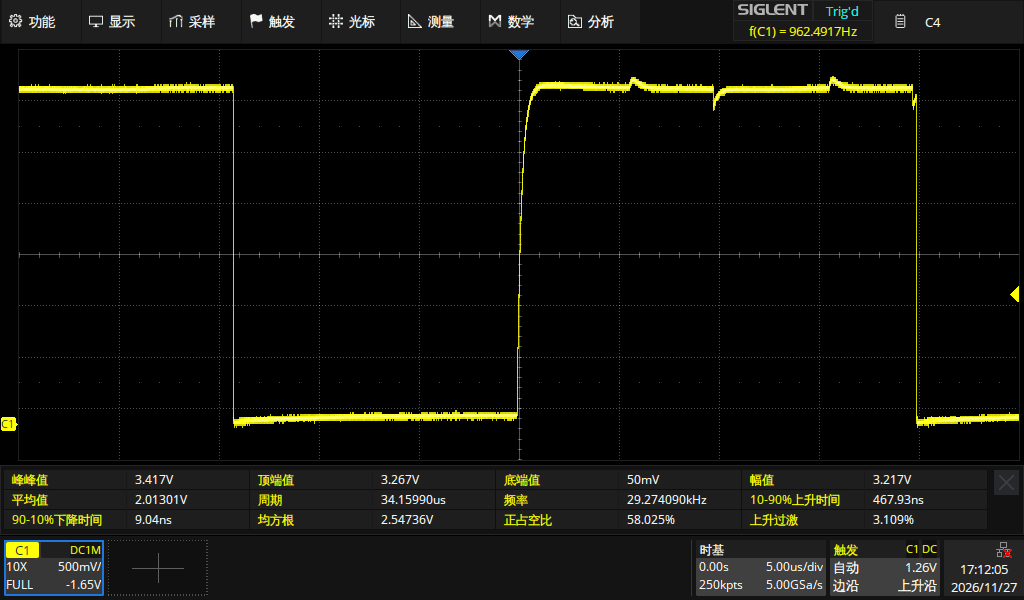 功能 显示 采样 触发 光标 测量 数学 分析 SIGLENT Trig'd C4
f(C1) = 962.4917Hz
C1
峰峰值 3.417V 顶端值 3.267V 底端值 50mV 幅值 3.217V
平均值 2.01301V 周期 34.15990us 频率 29.274090kHz 10-90%上升时间 467.93ns
90-10%下降时间 9.04ns 均方根 2.54736V 正占空比 58.025% 上升过激 3.109%
C1 DC1M 时基 触发 C1 DC
10X 500mV/ 0.00s 5.00us/div 自动 1.26V 17:12:05
FULL -1.65V 250kpts 5.00GSa/s 边沿 上升沿 2026/11/27